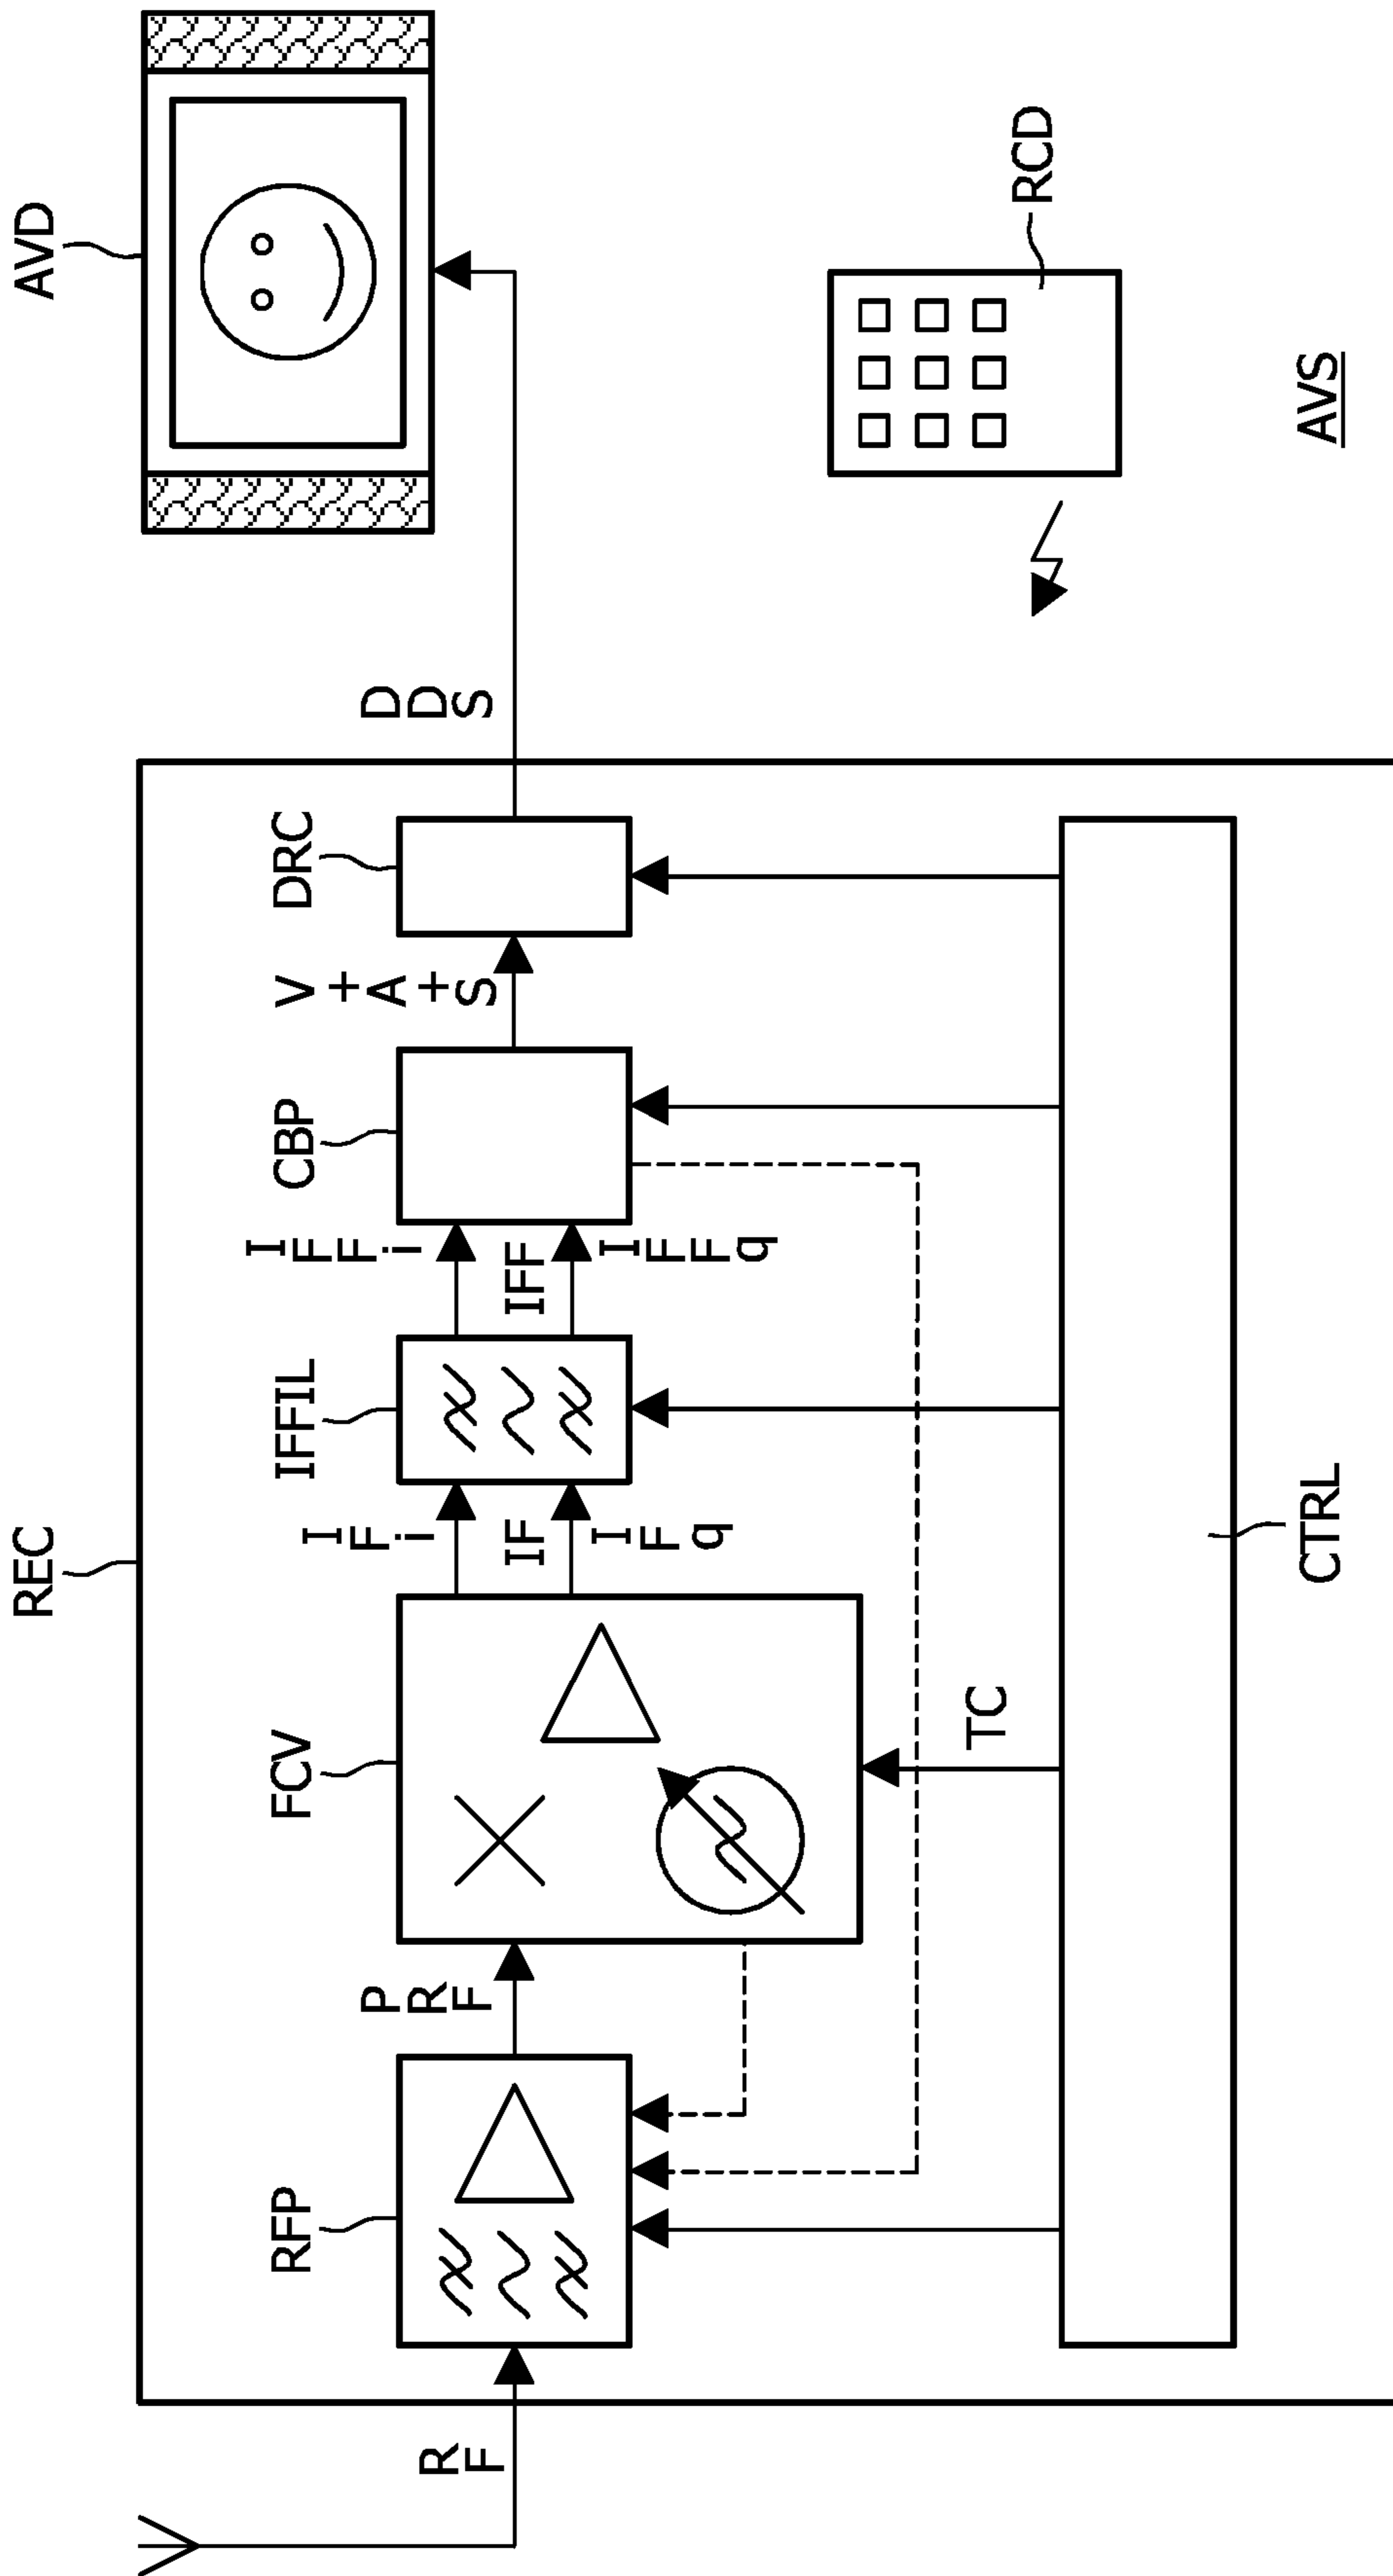 REC
AVD
RFP
FCV
IFFIL
CBP
DRC
RF
PRF
IFi
IF
IFq
IFFi
IFF
IFFq
V+A+S
DDS
TC
CTRL
RCD
AVS